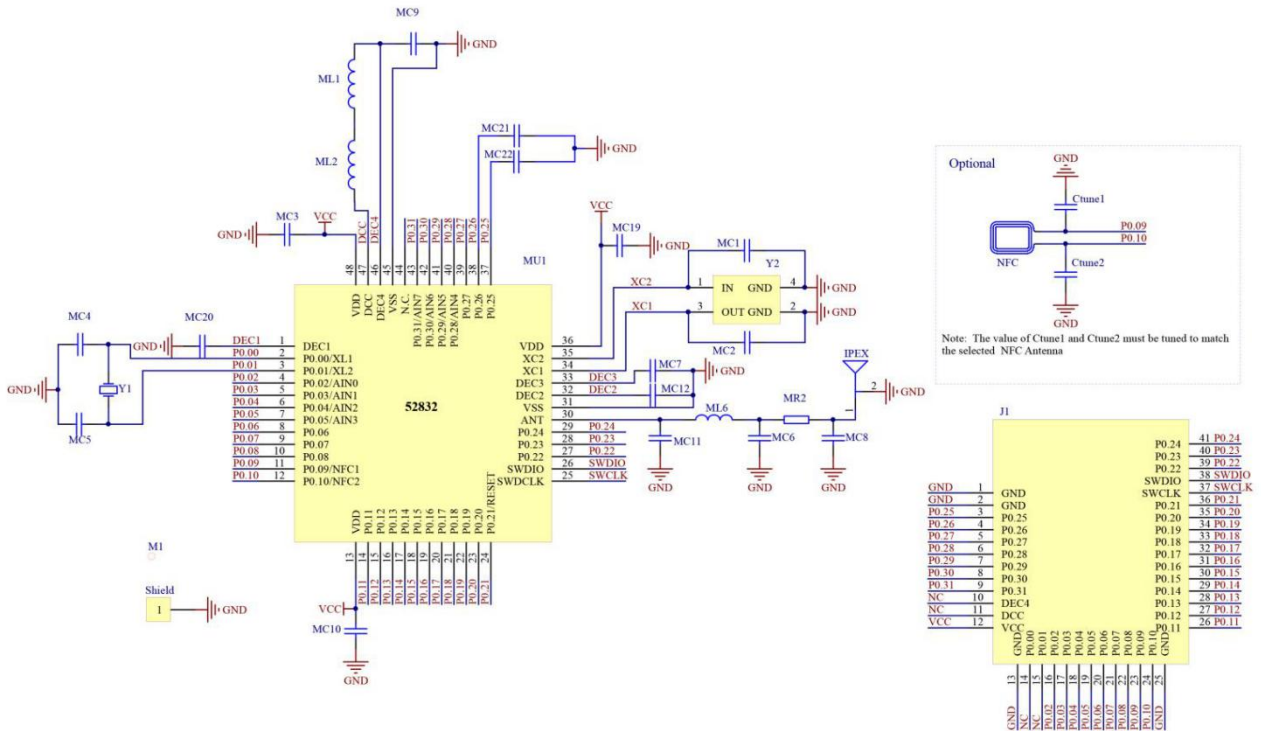 MC9
GND
ML1
ML2
MC21
MC22
GND
MC3
VCC
GND
DCC
DEC4
P0.31
P0.30
P0.29
P0.28
P0.27
P0.26
P0.25
48
47
46
45
44
43
42
41
40
39
38
37
MU1
VDD
DCC
DEC4
VSS
N.C.
P0.31/AIN7
P0.30/AIN6
P0.29/AIN5
P0.28/AIN4
P0.27
P0.26
P0.25
MC4
MC20
GND
GND
Y1
MC5
DEC1 1 DEC1
P0.00 2 P0.00/XL1
P0.01 3 P0.01/XL2
P0.02 4 P0.02/AIN0
P0.03 5 P0.03/AIN1
P0.04 6 P0.04/AIN2
P0.05 7 P0.05/AIN3
P0.06 8 P0.06
P0.07 9 P0.07
P0.08 10 P0.08
P0.09 11 P0.09/NFC1
P0.10 12 P0.10/NFC2
52832
VDD 36
XC2 35
XC1 34
DEC3 33 DEC3
DEC2 32 DEC2
VSS 31
ANT 30
P0.24 29 P0.24
P0.23 28 P0.23
P0.22 27 P0.22
SWDIO 26 SWDIO
SWDCLK 25 SWCLK
VDD
P0.11
P0.12
P0.13
P0.14
P0.15
P0.16
P0.17
P0.18
P0.19
P0.20
P0.21/RESET
13
14
15
16
17
18
19
20
21
22
23
24
P0.11
P0.12
P0.13
P0.14
P0.15
P0.16
P0.17
P0.18
P0.19
P0.20
P0.21
VCC
MC10
GND
M1
Shield
1
GND
VCC
MC19
GND
MC1
Y2
XC2
1 IN GND 4
GND
XC1
3 OUT GND 2
GND
MC2
MC7
GND
MC12
IPEX
2
GND
1
ML6
MR2
MC11
MC6
MC8
GND
GND
GND
Optional
GND
Ctune1
P0.09
P0.10
NFC
Ctune2
GND
Note: The value of Ctune1 and Ctune2 must be tuned to match
the selected NFC Antenna
J1
GND 1 GND
GND 2 GND
P0.25 3 P0.25
P0.26 4 P0.26
P0.27 5 P0.27
P0.28 6 P0.28
P0.29 7 P0.29
P0.30 8 P0.30
P0.31 9 P0.31
NC 10 DEC4
NC 11 DCC
VCC 12 VCC
P0.24 41 P0.24
P0.23 40 P0.23
P0.22 39 P0.22
SWDIO 38 SWDIO
SWCLK 37 SWCLK
P0.21 36 P0.21
P0.20 35 P0.20
P0.19 34 P0.19
P0.18 33 P0.18
P0.17 32 P0.17
P0.16 31 P0.16
P0.15 30 P0.15
P0.14 29 P0.14
P0.13 28 P0.13
P0.12 27 P0.12
P0.11 26 P0.11
GND
P0.00
P0.01
P0.02
P0.03
P0.04
P0.05
P0.06
P0.07
P0.08
P0.09
P0.10
GND
13
14
15
16
17
18
19
20
21
22
23
24
25
GND
NC
NC
P0.02
P0.03
P0.04
P0.05
P0.06
P0.07
P0.08
P0.09
P0.10
GND